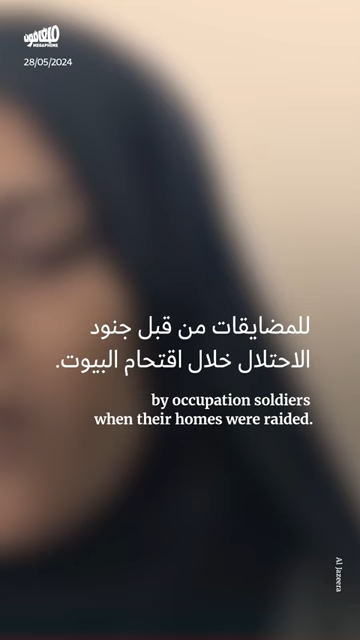 ميغافون
MEGAPHONE
28/05/2024
للمضايقات من قبل جنود
الاحتلال خلال اقتحام البيوت.
by occupation soldiers
when their homes were raided.
Al Jazeera